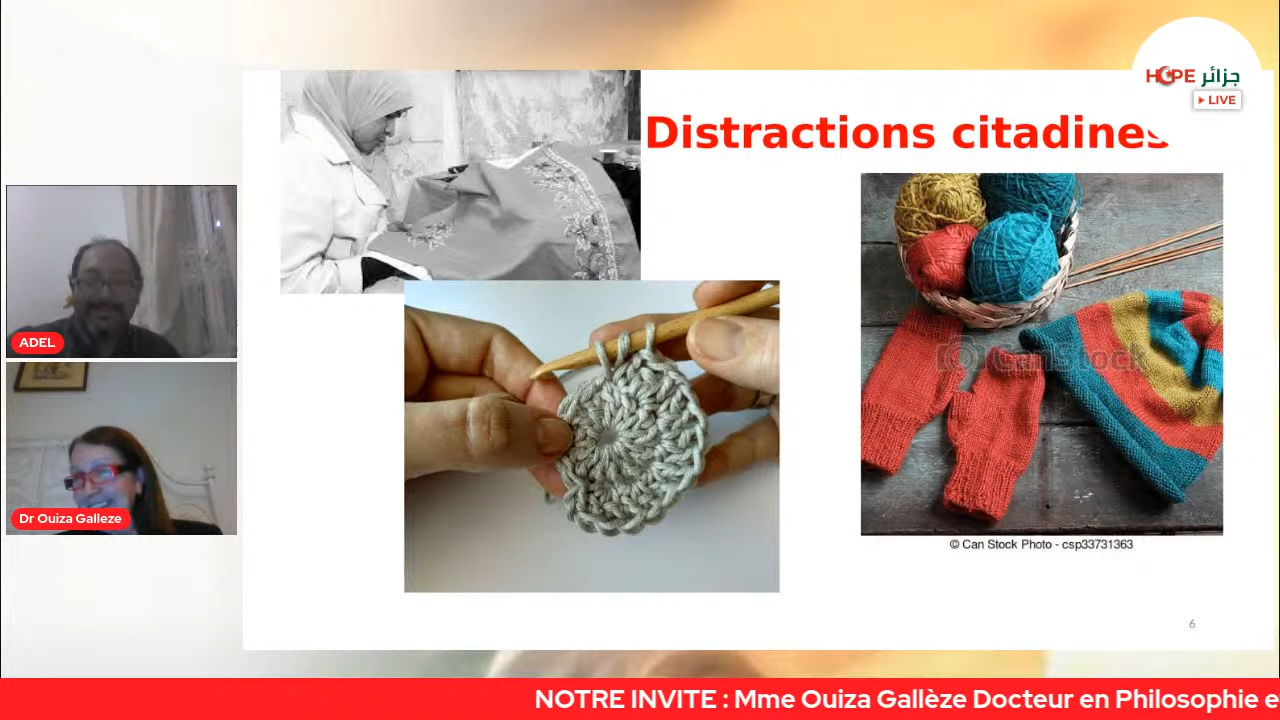 HOPE جزائر
LIVE
Distractions citadines
ADEL
Dr Ouiza Galleze
CanStock
© Can Stock Photo - csp33731363
6
NOTRE INVITE : Mme Ouiza Gallèze Docteur en Philosophie e